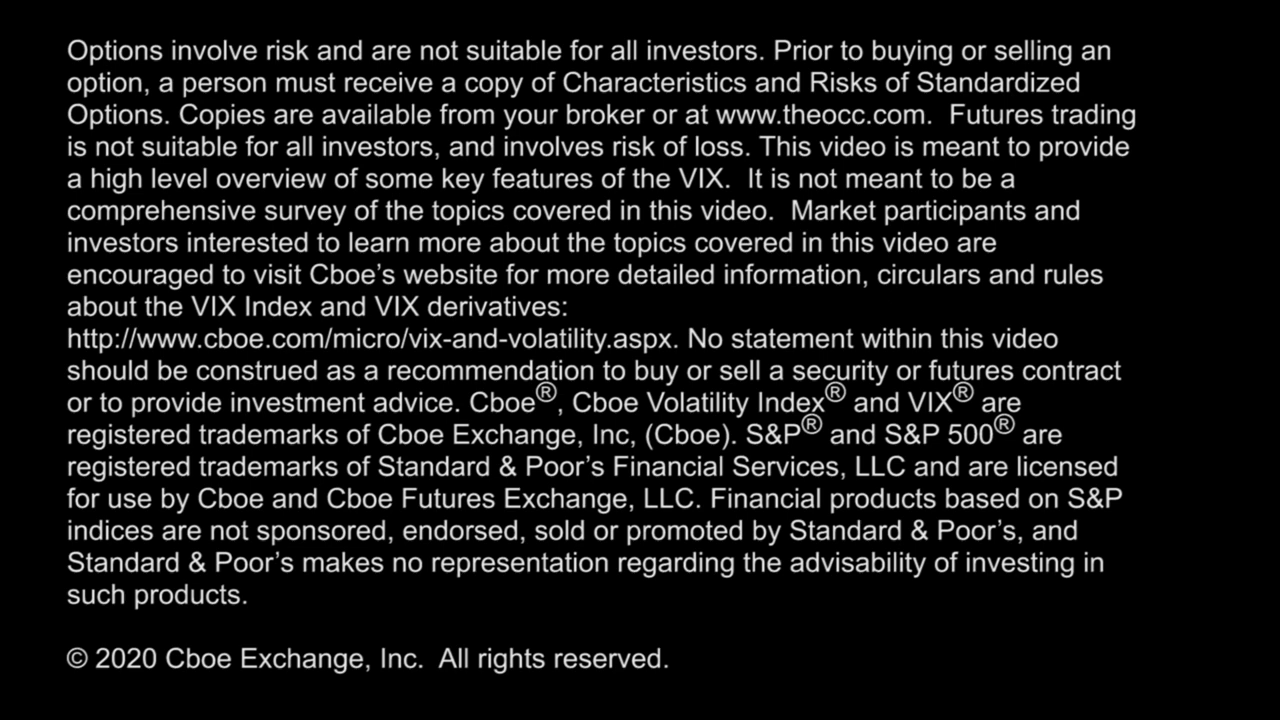 Options involve risk and are not suitable for all investors. Prior to buying or selling an
option, a person must receive a copy of Characteristics and Risks of Standardized
Options. Copies are available from your broker or at www.theocc.com.  Futures trading
is not suitable for all investors, and involves risk of loss. This video is meant to provide
a high level overview of some key features of the VIX.  It is not meant to be a
comprehensive survey of the topics covered in this video.  Market participants and
investors interested to learn more about the topics covered in this video are
encouraged to visit Cboe’s website for more detailed information, circulars and rules
about the VIX Index and VIX derivatives:
http://www.cboe.com/micro/vix-and-volatility.aspx. No statement within this video
should be construed as a recommendation to buy or sell a security or futures contract
or to provide investment advice. Cboe®, Cboe Volatility Index® and VIX® are
registered trademarks of Cboe Exchange, Inc, (Cboe). S&P® and S&P 500® are
registered trademarks of Standard & Poor’s Financial Services, LLC and are licensed
for use by Cboe and Cboe Futures Exchange, LLC. Financial products based on S&P
indices are not sponsored, endorsed, sold or promoted by Standard & Poor’s, and
Standard & Poor’s makes no representation regarding the advisability of investing in
such products.
© 2020 Cboe Exchange, Inc.  All rights reserved.